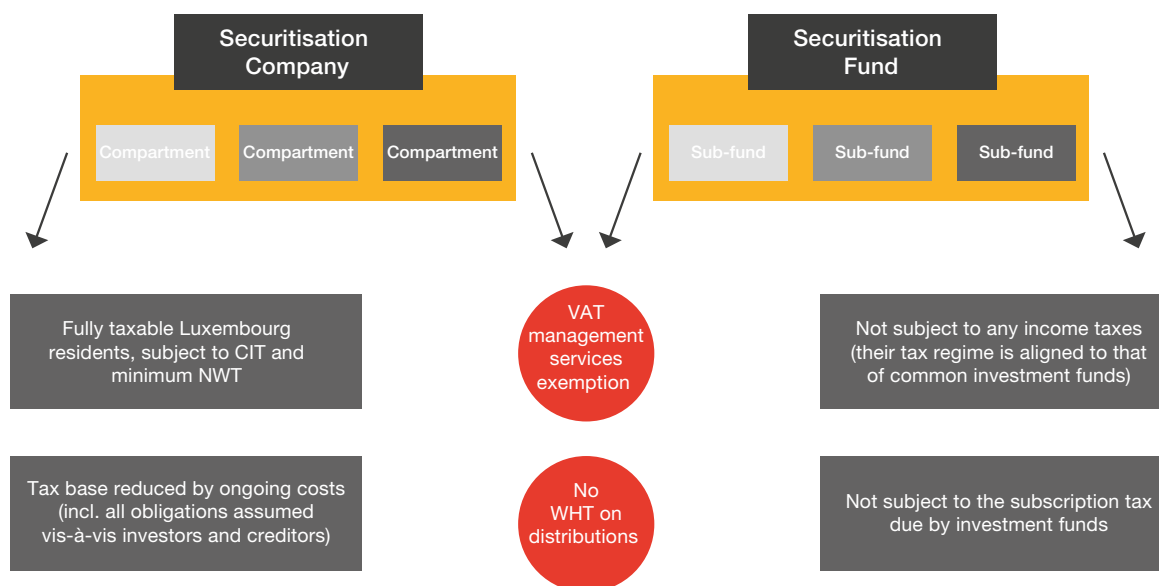 Securitisation
Company
Compartment
Compartment
Compartment
Securitisation
Fund
Sub-fund
Sub-fund
Sub-fund
Fully taxable Luxembourg
residents, subject to CIT and
minimum NWT
VAT
management
services
exemption
Not subject to any income taxes
(their tax regime is aligned to that
of common investment funds)
Tax base reduced by ongoing costs
(incl. all obligations assumed
vis-à-vis investors and creditors)
No
WHT on
distributions
Not subject to the subscription tax
due by investment funds